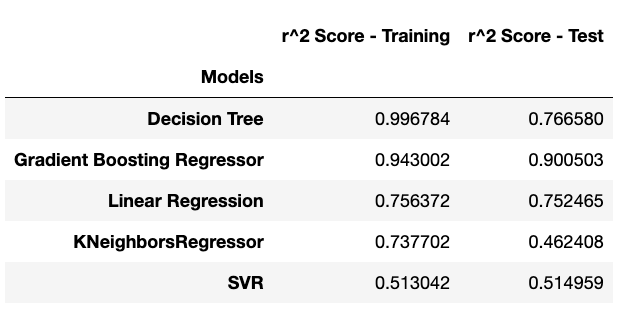 r^2 Score - Training r^2 Score - Test
Models
Decision Tree 0.996784 0.766580
Gradient Boosting Regressor 0.943002 0.900503
Linear Regression 0.756372 0.752465
KNeighborsRegressor 0.737702 0.462408
SVR 0.513042 0.514959